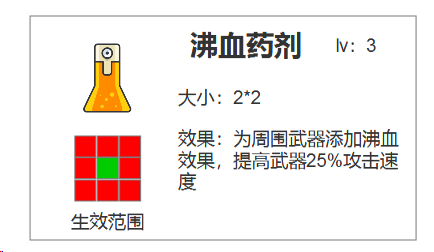 沸血药剂 lv：3
大小：2*2
效果：为周围武器添加沸血
效果，提高武器25%攻击速
度
生效范围